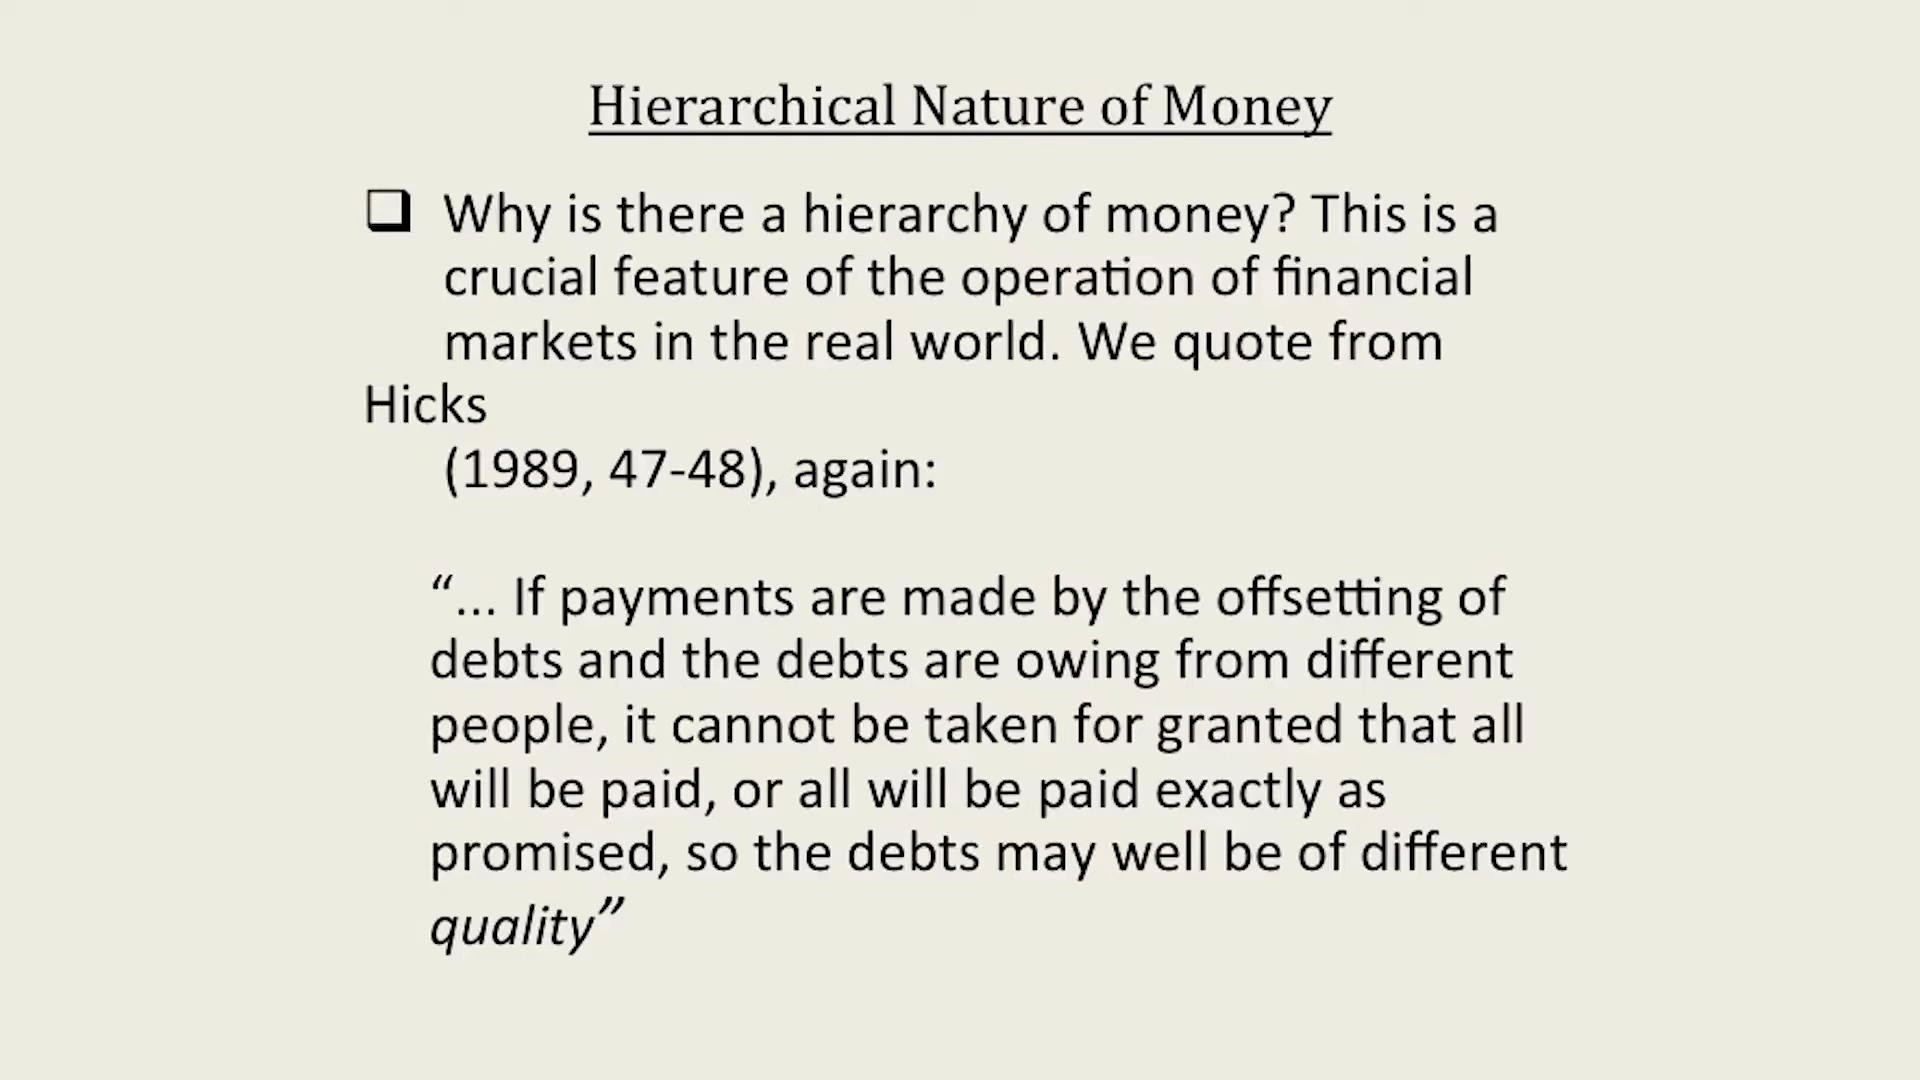 Hierarchical Nature of Money
Why is there a hierarchy of money? This is a
crucial feature of the operation of financial
markets in the real world. We quote from
Hicks
(1989, 47-48), again:
“... If payments are made by the offsetting of
debts and the debts are owing from different
people, it cannot be taken for granted that all
will be paid, or all will be paid exactly as
promised, so the debts may well be of different
quality”